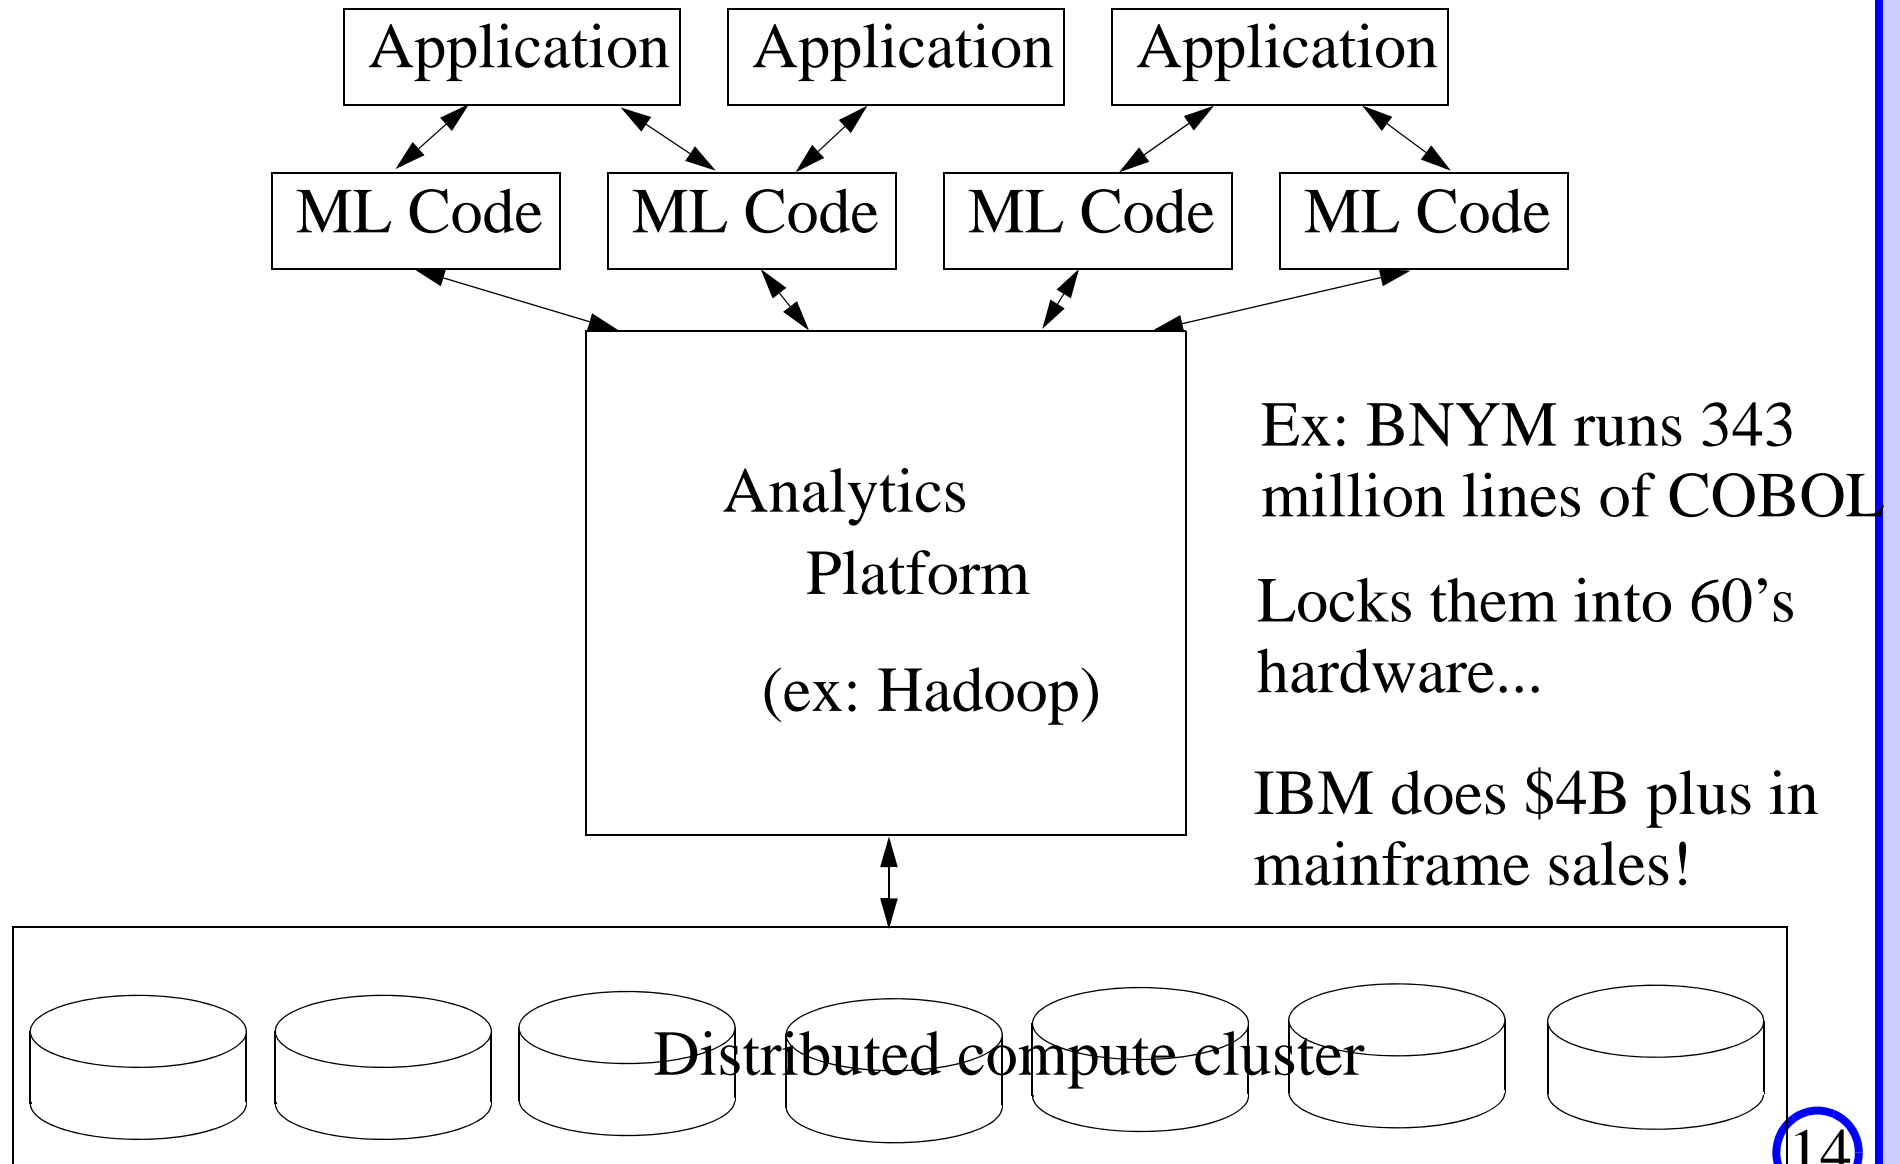 Application Application Application
ML Code ML Code ML Code ML Code
Analytics
Platform
(ex: Hadoop)
Ex: BNYM runs 343
million lines of COBOL
Locks them into 60's
hardware...
IBM does $4B plus in
mainframe sales!
Distributed compute cluster
14